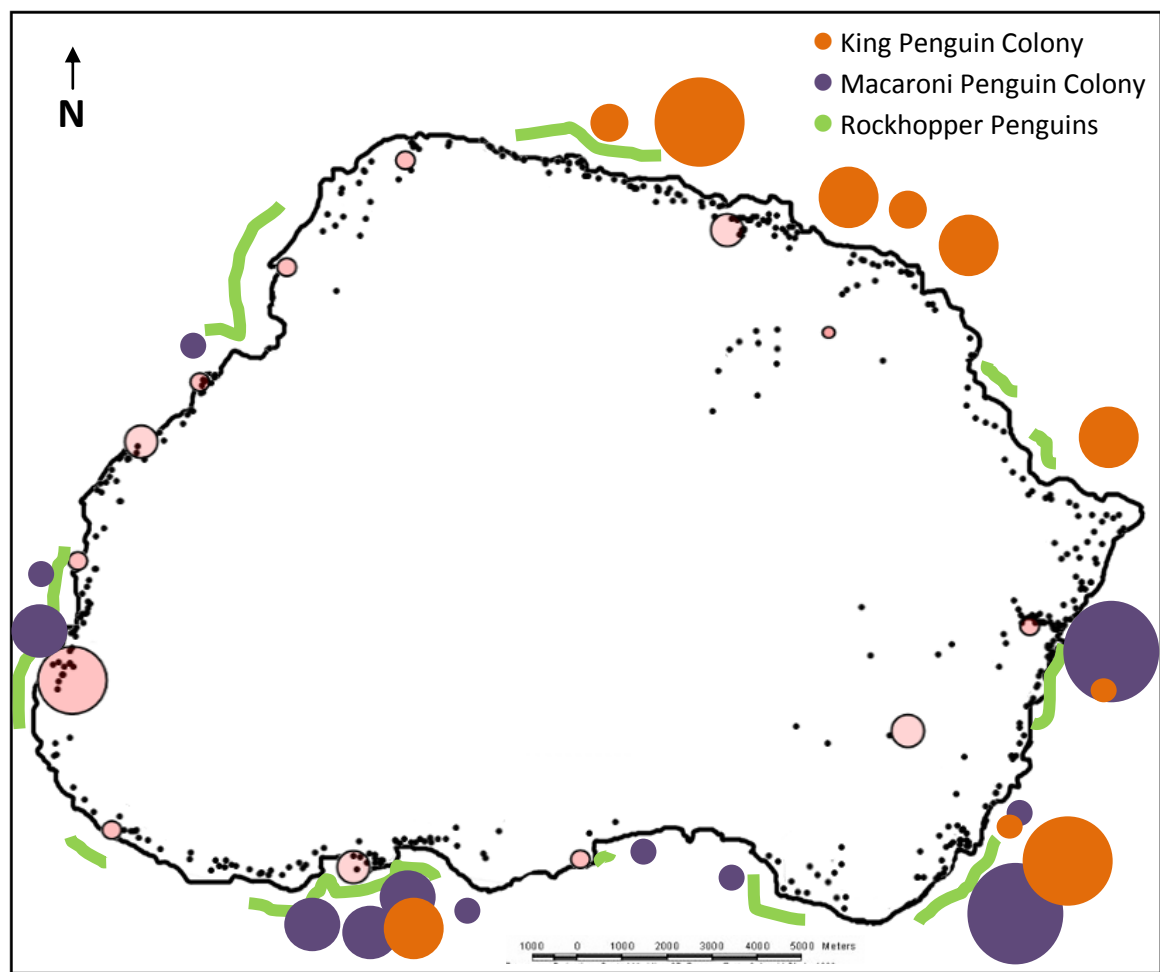 King Penguin Colony
Macaroni Penguin Colony
Rockhopper Penguins
N
1000 0 1000 2000 3000 4000 5000 Meters